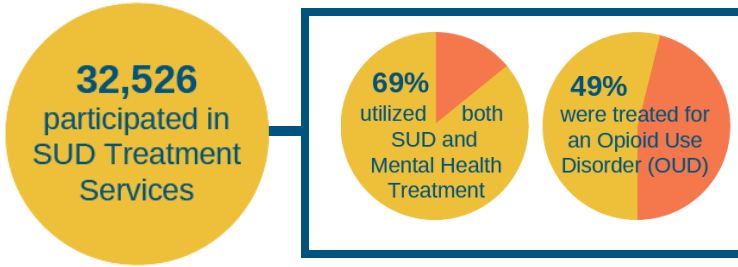 32,526
participated in
SUD Treatment
Services
69%
utilized both
SUD and
Mental Health
Treatment
49%
were treated for
an Opioid Use
Disorder (OUD)